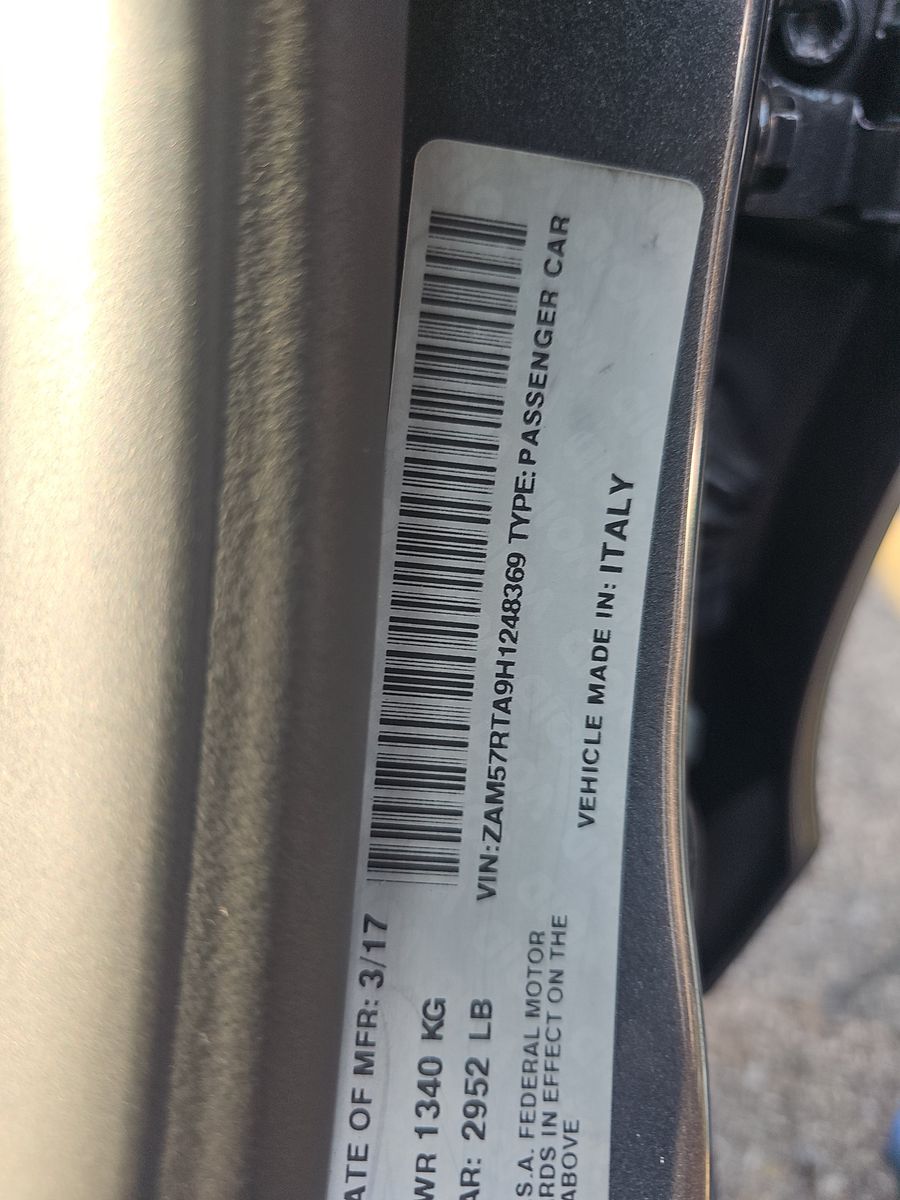 ATE OF MFR: 3/17
WR 1340 KG
AR: 2952 LB
S.A. FEDERAL MOTOR
RDS IN EFFECT ON THE
ABOVE
VIN:ZAM57RTA9H1248369 TYPE: PASSENGER CAR
VEHICLE MADE IN: ITALY